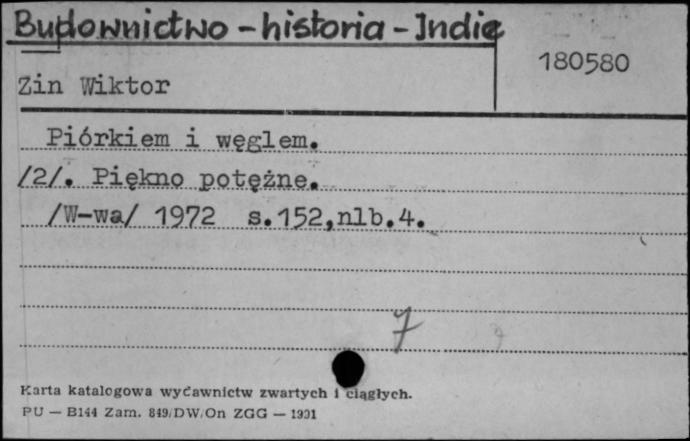 Budownictwo - historia - Indie
180580
Zin Wiktor
Piórkiem i węglem.
/2/. Piękno potężne.
/W-wa/ 1972 s.152,nlb.4.
7
Karta katalogowa wydawnictw zwartych i ciągłych.
PU — B144 Zam. 849/DW/On ZGG — 1991